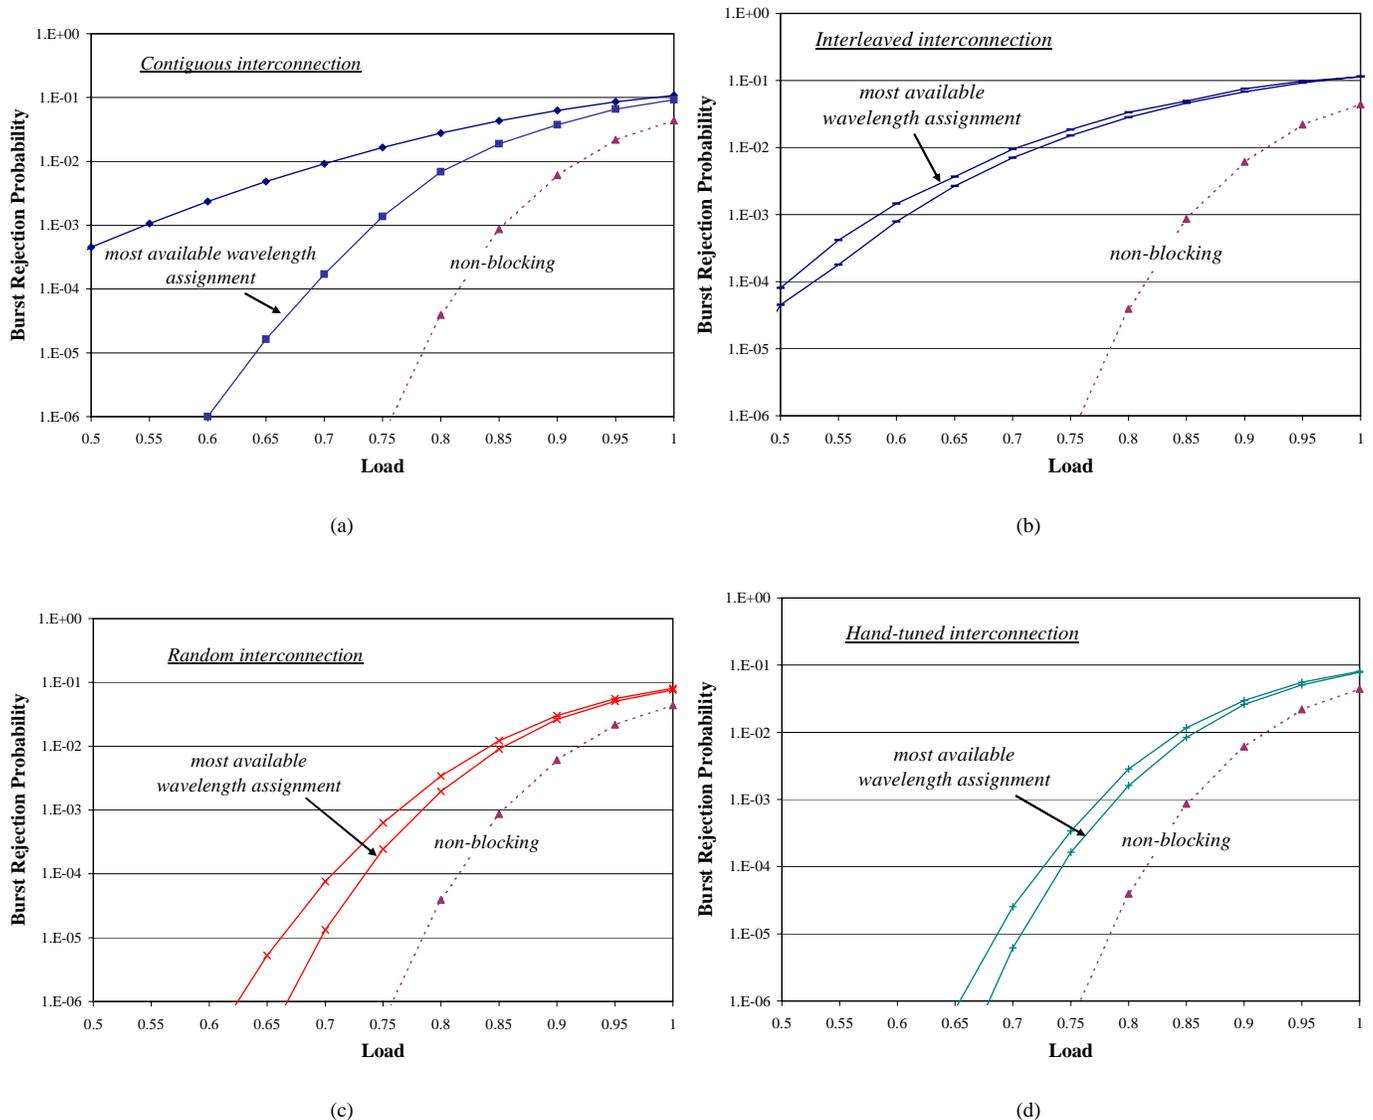 Contiguous interconnection
1.E+00
1.E-01
1.E-02
1.E-03
1.E-04
1.E-05
1.E-06
Burst Rejection Probability
most available wavelength
assignment
non-blocking
0.5 0.55 0.6 0.65 0.7 0.75 0.8 0.85 0.9 0.95 1
Load
(a)
Interleaved interconnection
1.E+00
1.E-01
1.E-02
1.E-03
1.E-04
1.E-05
1.E-06
Burst Rejection Probability
most available
wavelength assignment
non-blocking
0.5 0.55 0.6 0.65 0.7 0.75 0.8 0.85 0.9 0.95 1
Load
(b)
Random interconnection
1.E+00
1.E-01
1.E-02
1.E-03
1.E-04
1.E-05
1.E-06
Burst Rejection Probability
most available
wavelength assignment
non-blocking
0.5 0.55 0.6 0.65 0.7 0.75 0.8 0.85 0.9 0.95 1
Load
(c)
Hand-tuned interconnection
1.E+00
1.E-01
1.E-02
1.E-03
1.E-04
1.E-05
1.E-06
Burst Rejection Probability
most available
wavelength assignment
non-blocking
0.5 0.55 0.6 0.65 0.7 0.75 0.8 0.85 0.9 0.95 1
Load
(d)